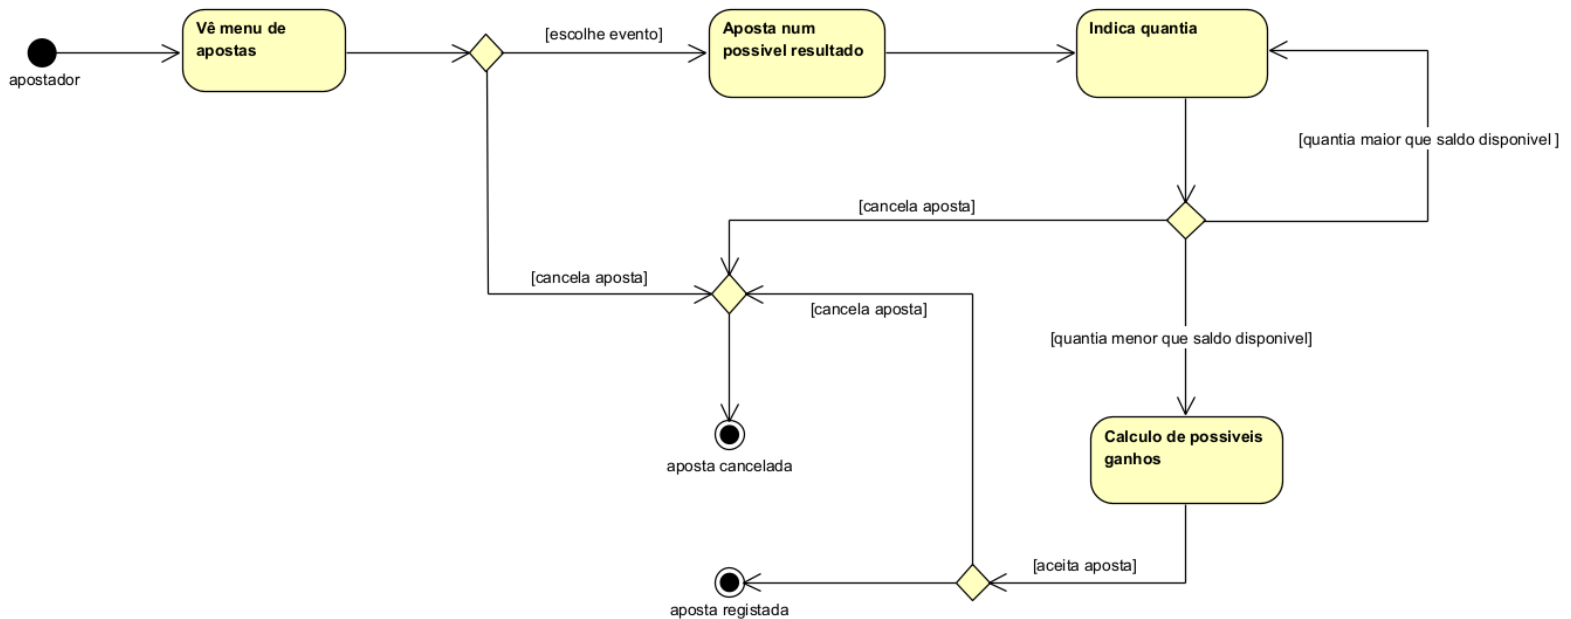 Vê menu de
apostas
[escolhe evento]
Aposta num
possivel resultado
Indica quantia
apostador
[quantia maior que saldo disponivel ]
[cancela aposta]
[cancela aposta]
[cancela aposta]
[quantia menor que saldo disponivel]
Calculo de possiveis
ganhos
aposta cancelada
[aceita aposta]
aposta registada